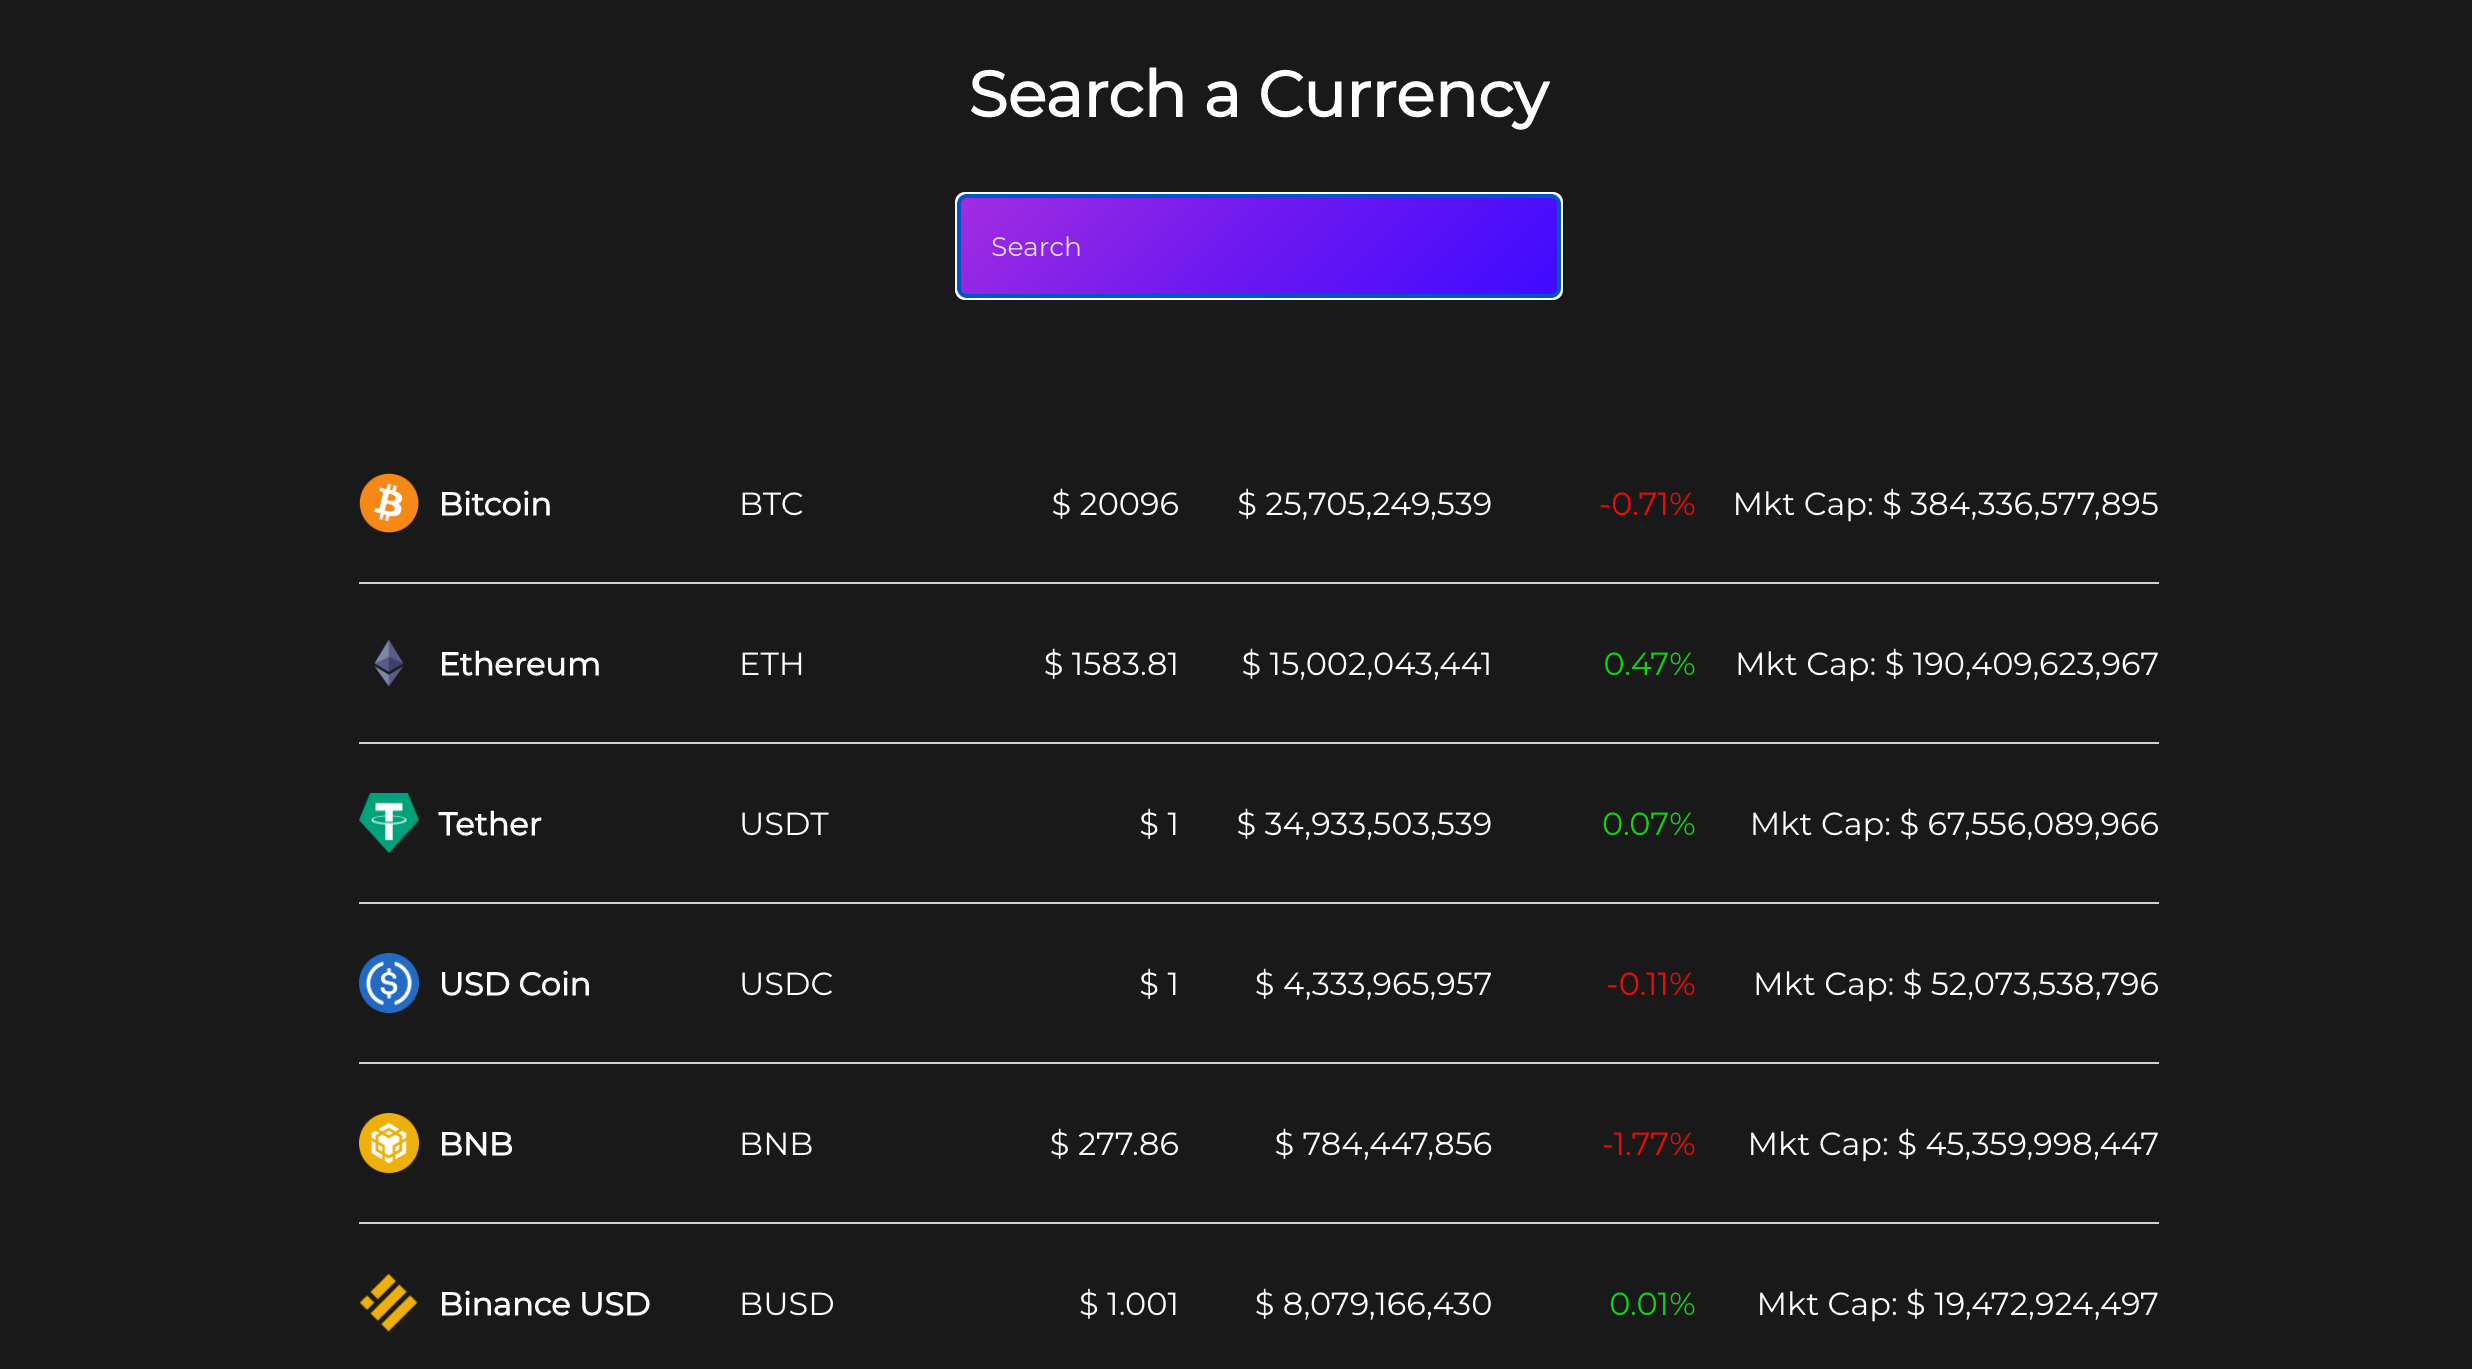 Search a Currency
Search
Bitcoin BTC $ 20096 $ 25,705,249,539 -0.71% Mkt Cap: $ 384,336,577,895
Ethereum ETH $ 1583.81 $ 15,002,043,441 0.47% Mkt Cap: $ 190,409,623,967
Tether USDT $ 1 $ 34,933,503,539 0.07% Mkt Cap: $ 67,556,089,966
USD Coin USDC $ 1 $ 4,333,965,957 -0.11% Mkt Cap: $ 52,073,538,796
BNB BNB $ 277.86 $ 784,447,856 -1.77% Mkt Cap: $ 45,359,998,447
Binance USD BUSD $ 1.001 $ 8,079,166,430 0.01% Mkt Cap: $ 19,472,924,497